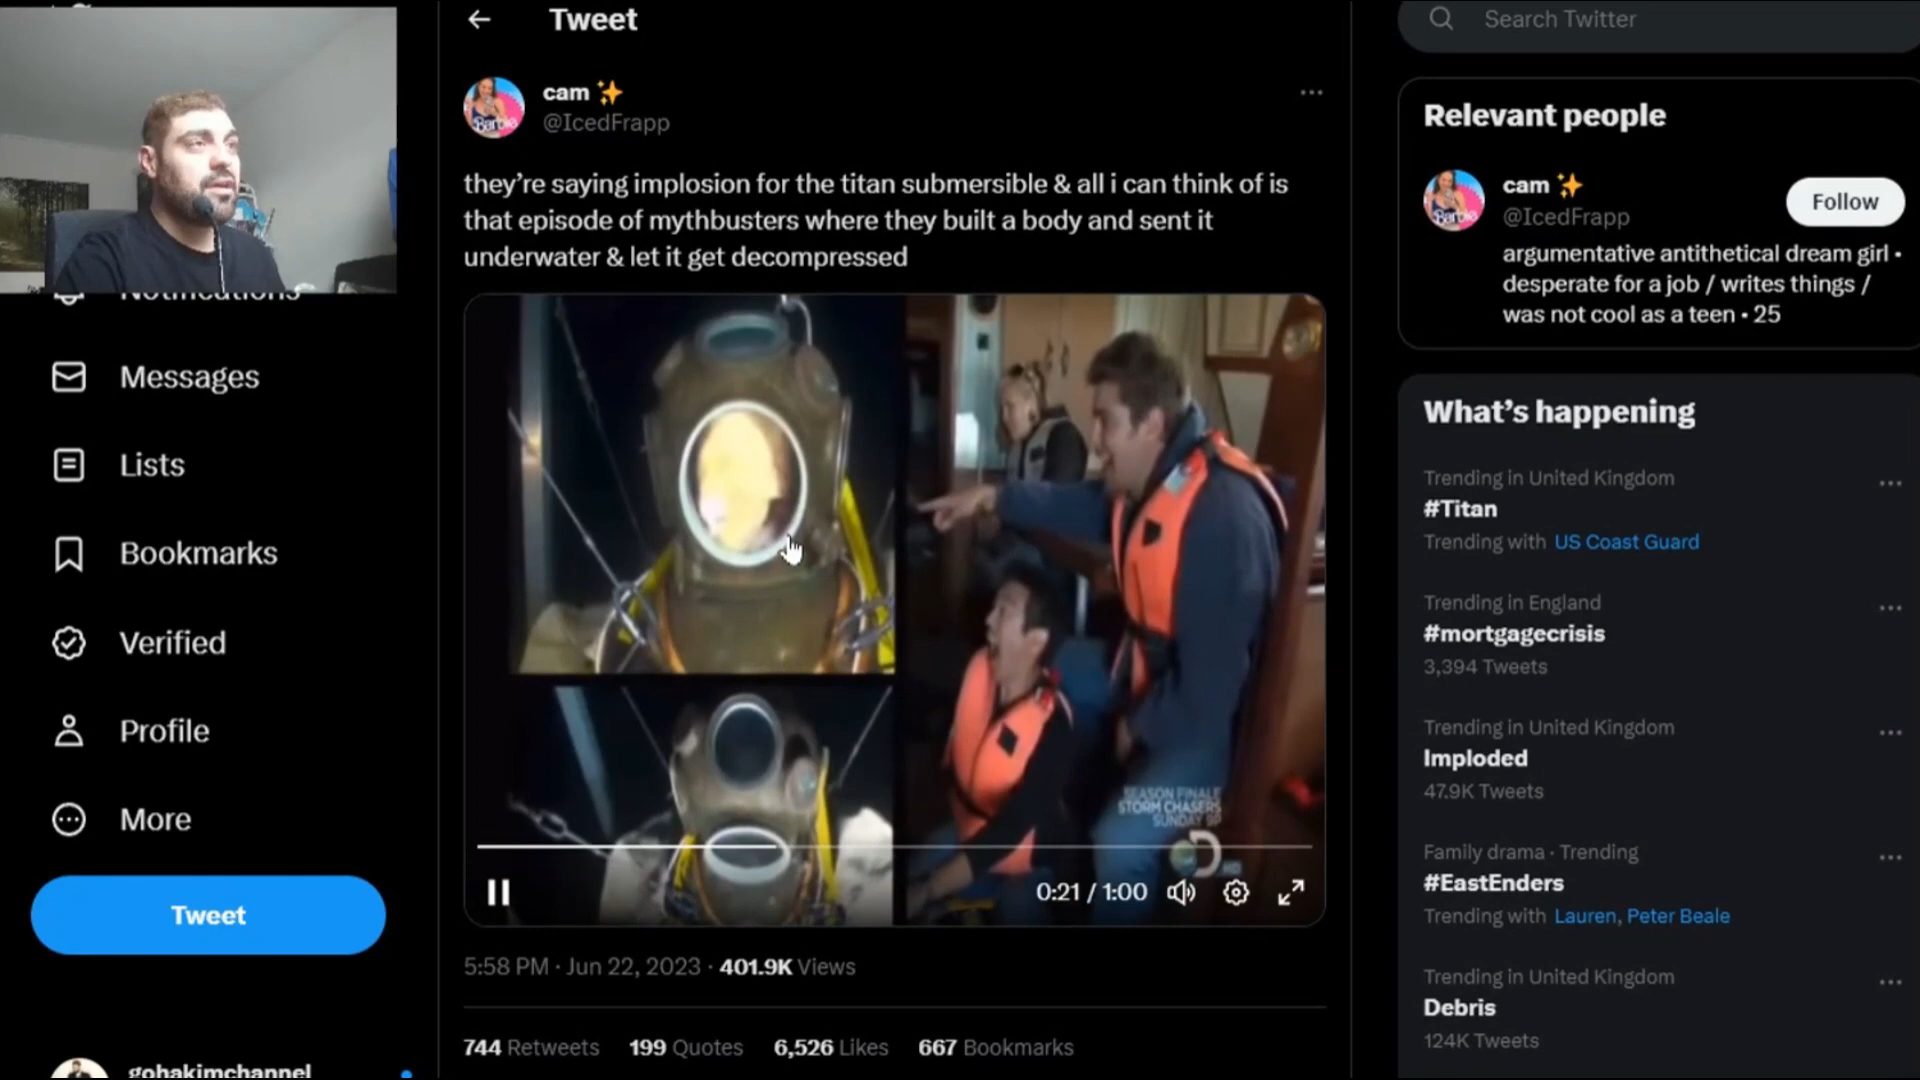 Tweet
Search Twitter
cam
@IcedFrapp
they're saying implosion for the titan submersible & all i can think of is
that episode of mythbusters where they built a body and sent it
underwater & let it get decompressed
Barbie
SEASON FINALE
STORM CHASERS
SUNDAY 9P
HD
0:21 / 1:00
5:58 PM · Jun 22, 2023 · 401.9K Views
744 Retweets 199 Quotes 6,526 Likes 667 Bookmarks
Notifications
Messages
Lists
Bookmarks
Verified
Profile
More
Tweet
gohakimchannel
Relevant people
cam
@IcedFrapp
Follow
Barbie
argumentative antithetical dream girl •
desperate for a job / writes things /
was not cool as a teen • 25
What's happening
Trending in United Kingdom
#Titan
Trending with US Coast Guard
Trending in England
#mortgagecrisis
3,394 Tweets
Trending in United Kingdom
Imploded
47.9K Tweets
Family drama · Trending
#EastEnders
Trending with Lauren, Peter Beale
Trending in United Kingdom
Debris
124K Tweets